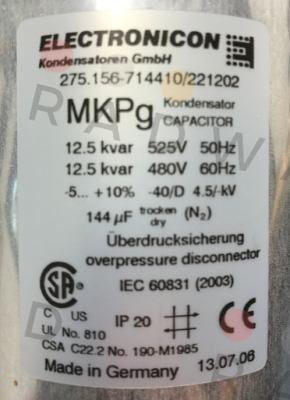 ELECTRONICON
Kondensatoren GmbH
275.156-714410/221202
MKPg Kondensator CAPACITOR
12.5 kvar 525V 50Hz
12.5 kvar 480V 60Hz
-5... +10% -40/D 4.5/-kV
144 µF trocken dry (N₂)
Überdrucksicherung
overpressure disconnector
IEC 60831 (2003)
SA
C US
IP 20
CE
UL No. 810
CSA C22.2 No. 190-M1985
Made in Germany 13.07.06